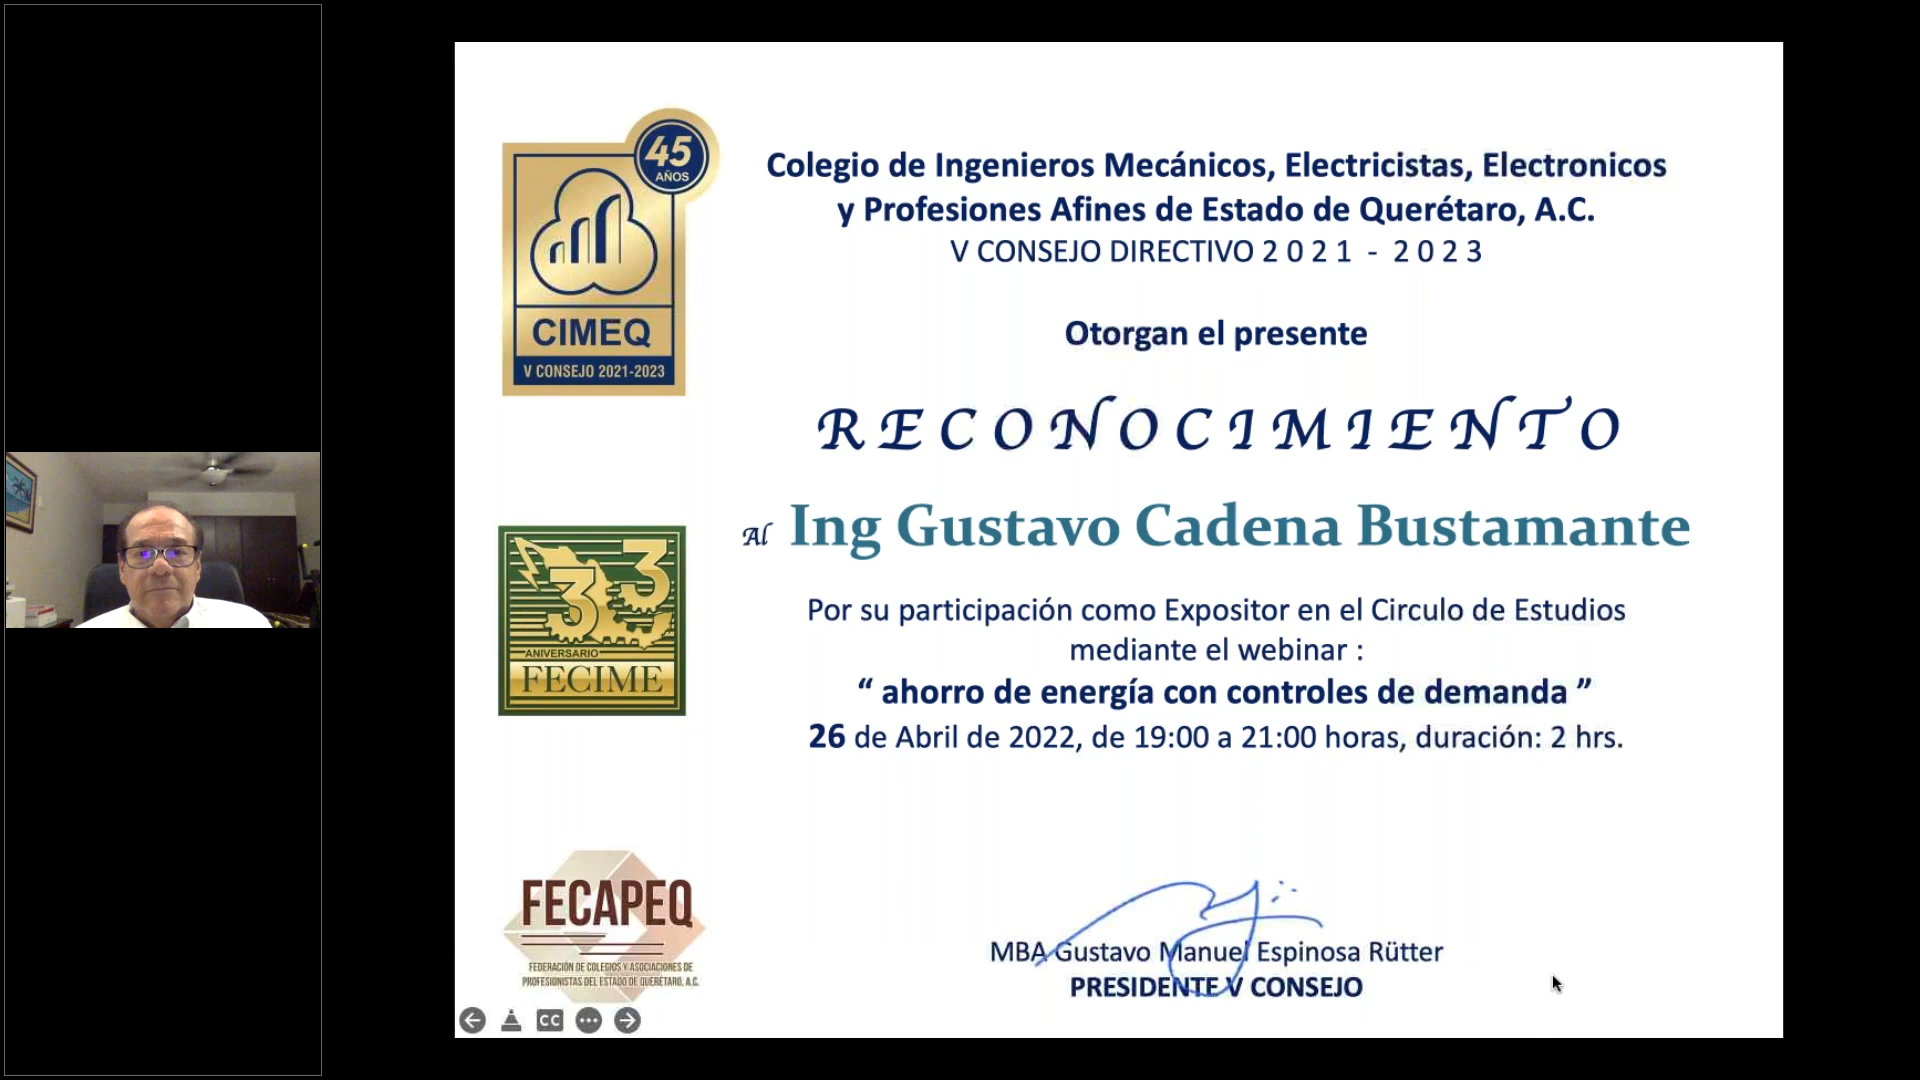 45
AÑOS
CIMEQ
V CONSEJO 2021-2023
Colegio de Ingenieros Mecánicos, Electricistas, Electronicos
y Profesiones Afines de Estado de Querétaro, A.C.
V CONSEJO DIRECTIVO 2 0 2 1 - 2 0 2 3
Otorgan el presente
RECONOCIMIENTO
Al Ing Gustavo Cadena Bustamante
33
ANIVERSARIO
FECIME
Por su participación como Expositor en el Circulo de Estudios
mediante el webinar :
“ ahorro de energía con controles de demanda ”
26 de Abril de 2022, de 19:00 a 21:00 horas, duración: 2 hrs.
FECAPEQ
FEDERACIÓN DE COLEGIOS Y ASOCIACIONES DE
PROFESIONISTAS DEL ESTADO DE QUERÉTARO, A.C.
MBA Gustavo Manuel Espinosa Rütter
PRESIDENTE V CONSEJO
CC